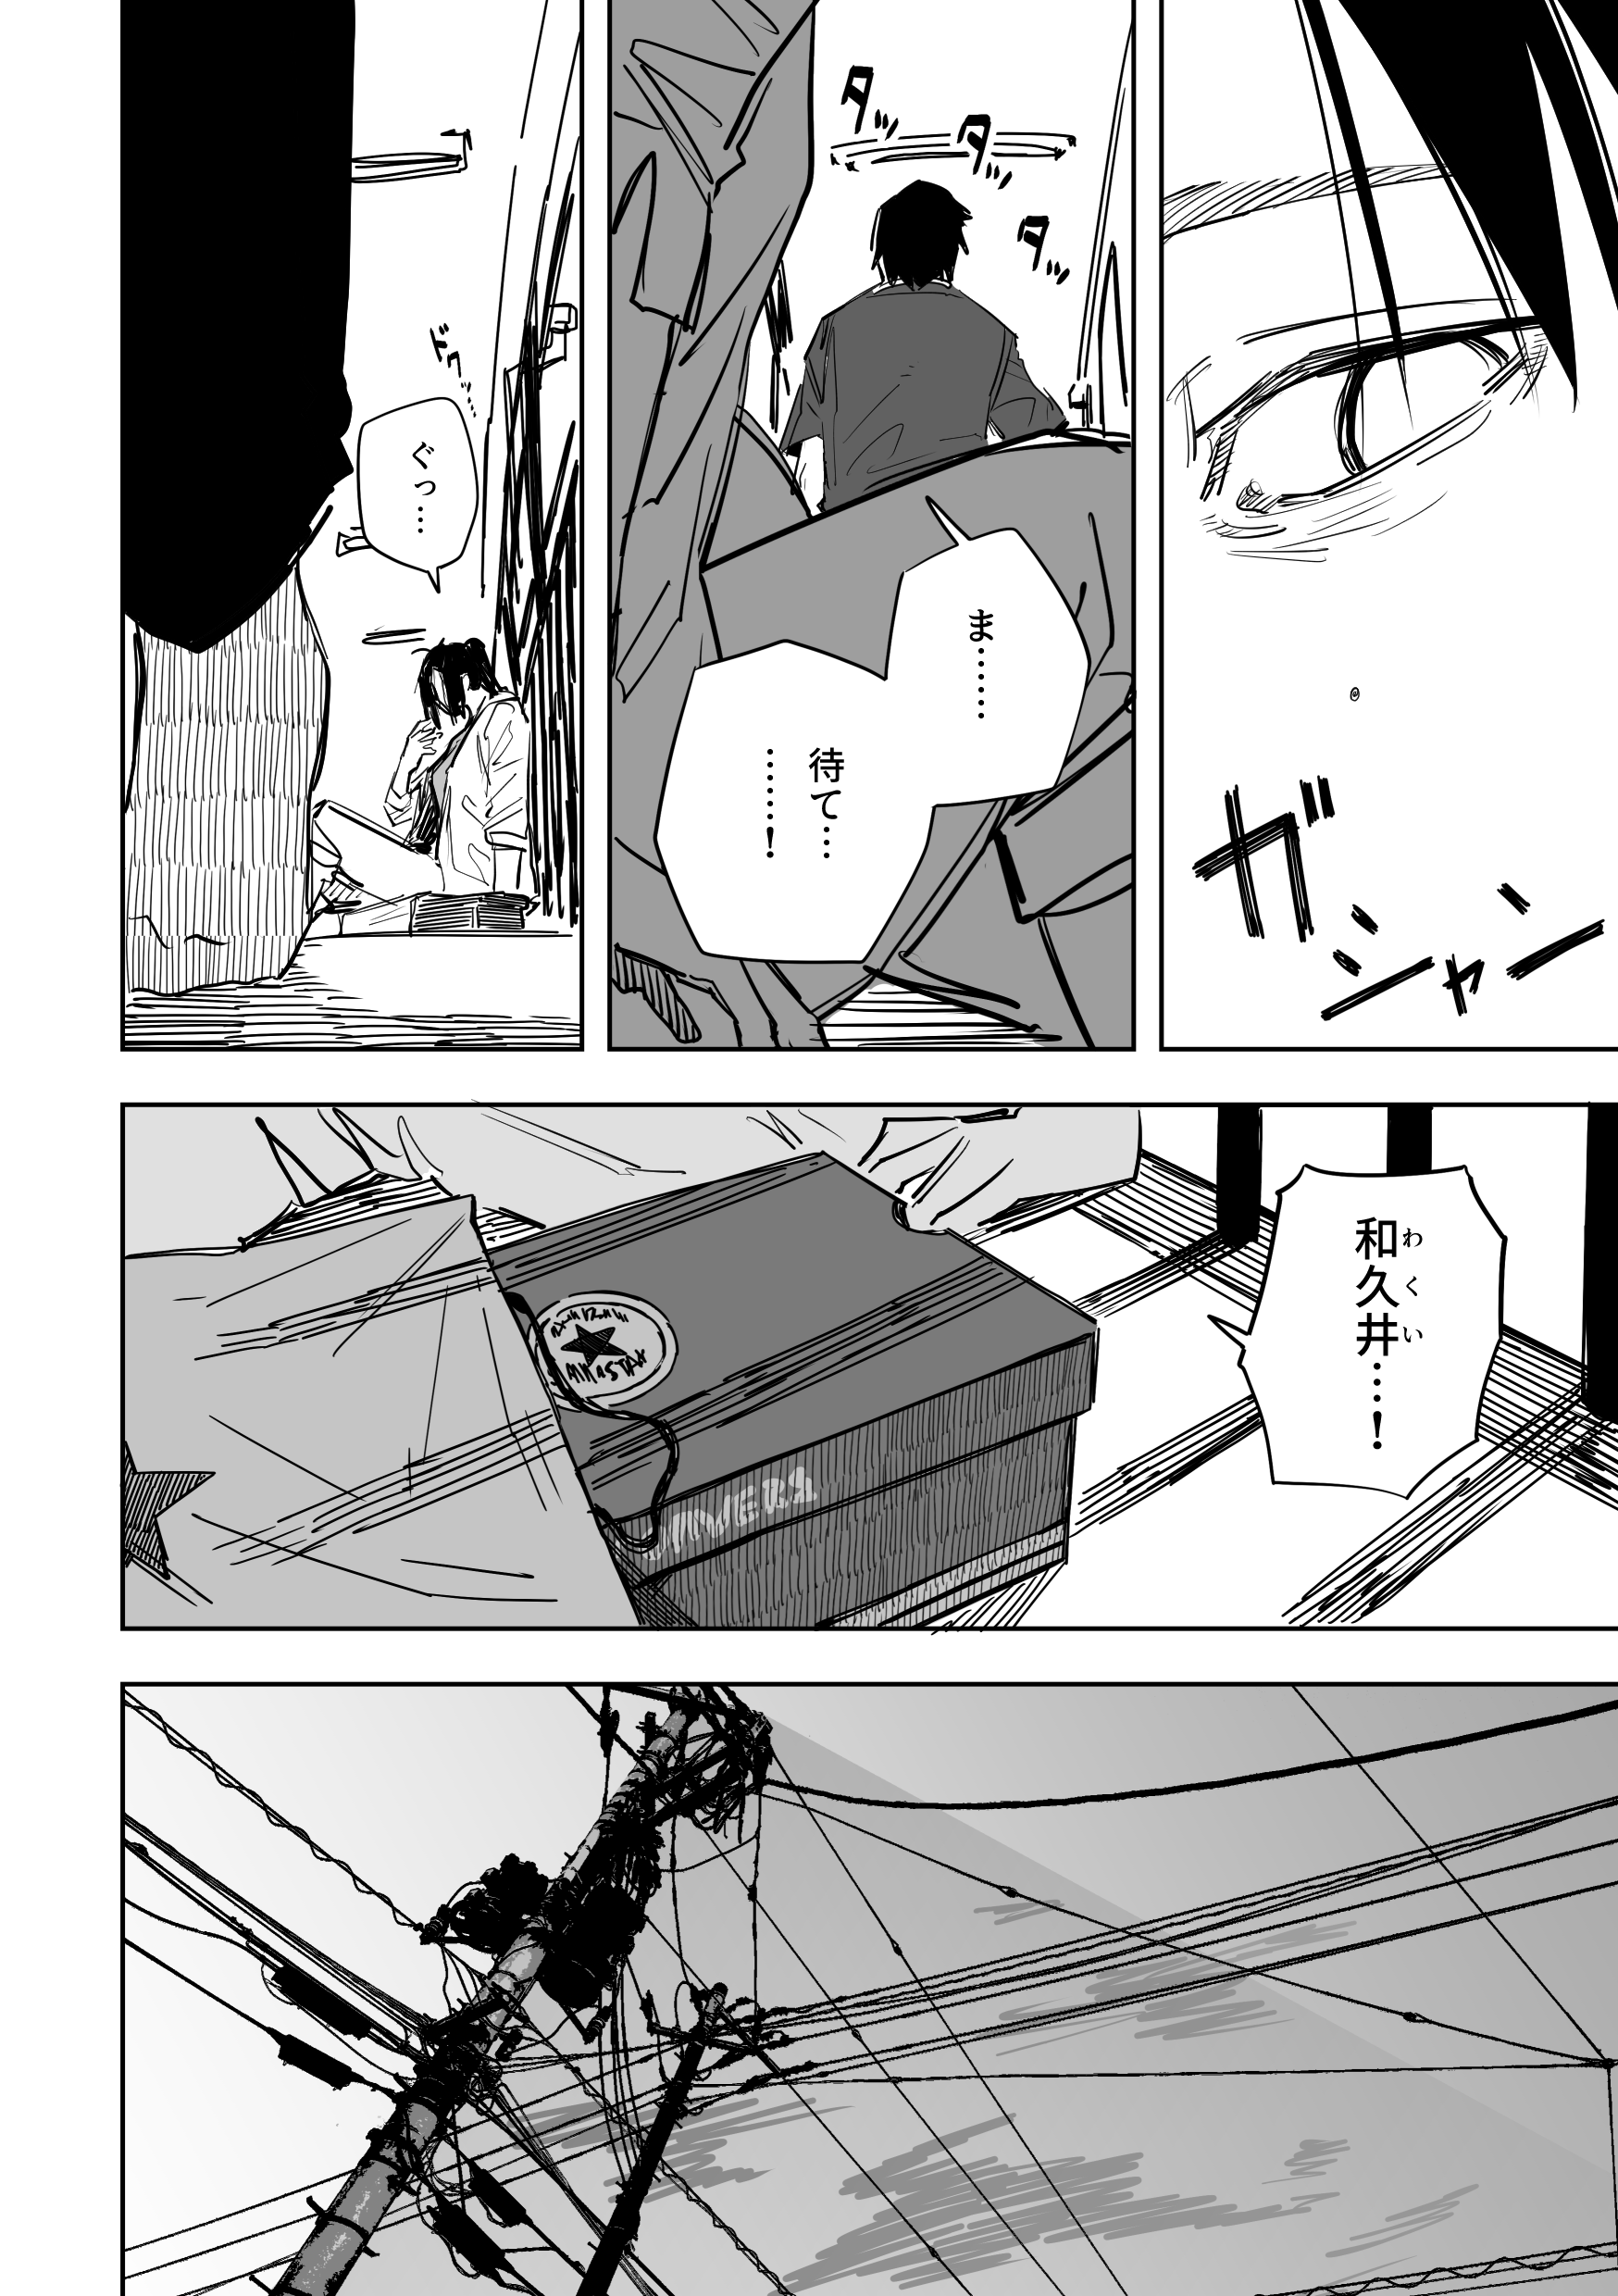 ガシャン
タッ
タッ
タッ
ま……
待て…
……！
ドクッ…
ぐっ…
和久井…！
わくい